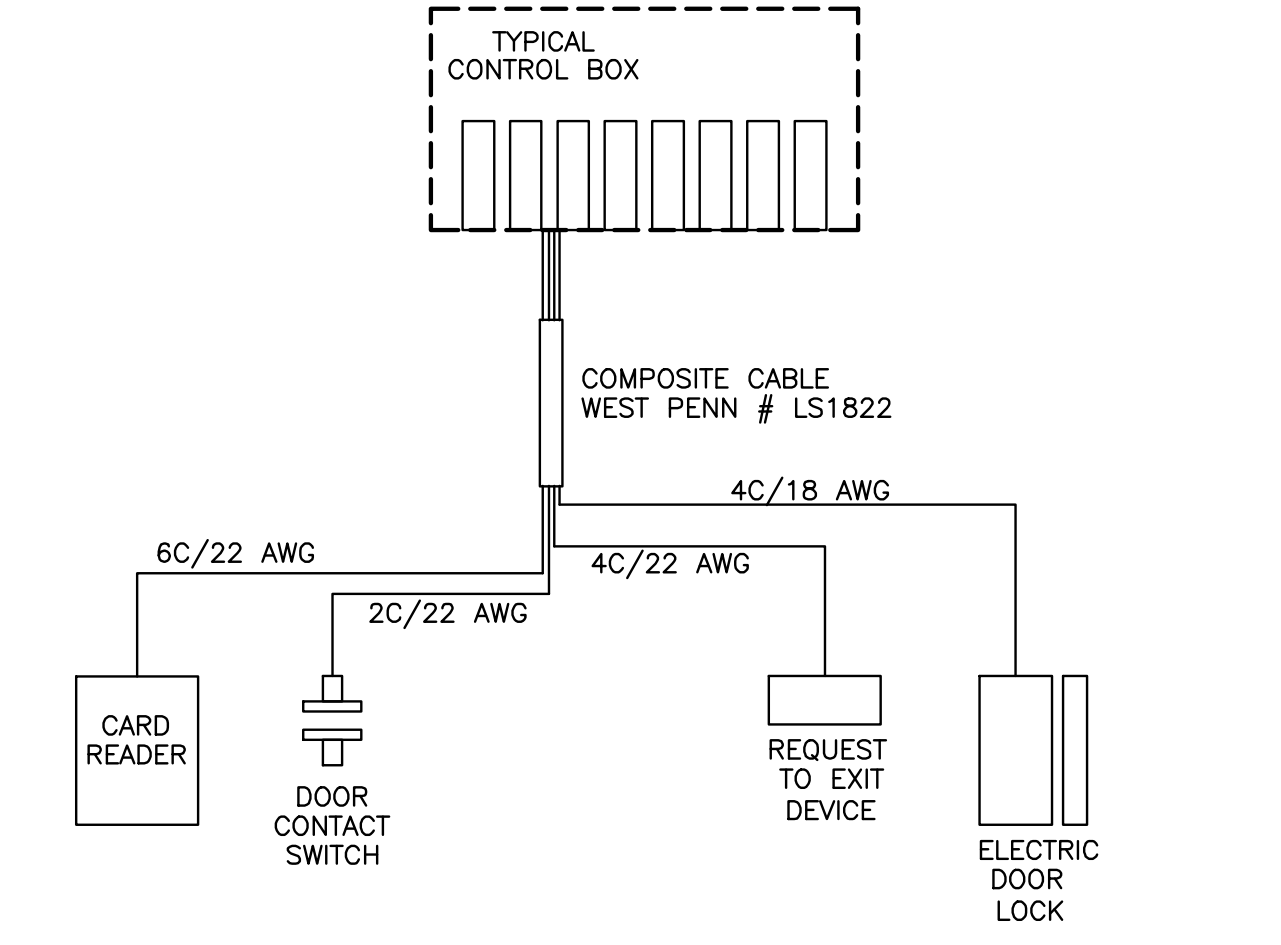 TYPICAL
CONTROL BOX
COMPOSITE CABLE
WEST PENN # LS1822
4C/18 AWG
6C/22 AWG
4C/22 AWG
2C/22 AWG
CARD
READER
DOOR
CONTACT
SWITCH
REQUEST
TO EXIT
DEVICE
ELECTRIC
DOOR
LOCK